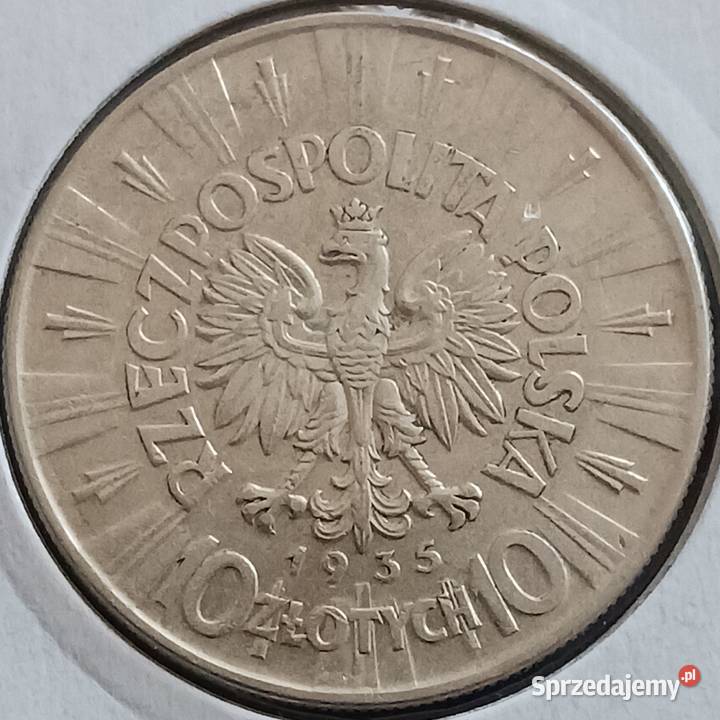 RZECZPOSPOLITA POLSKA
1935
10 ZŁOTYCH 10
Sprzedajemy.pl